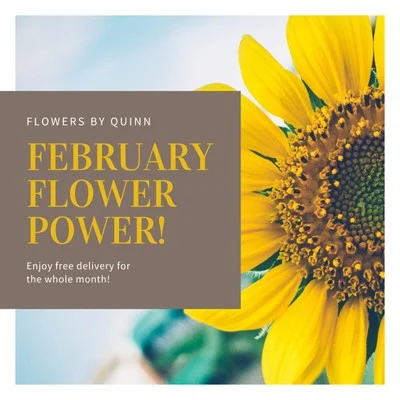 FLOWERS BY QUINN
FEBRUARY
FLOWER
POWER!
Enjoy free delivery for
the whole month!